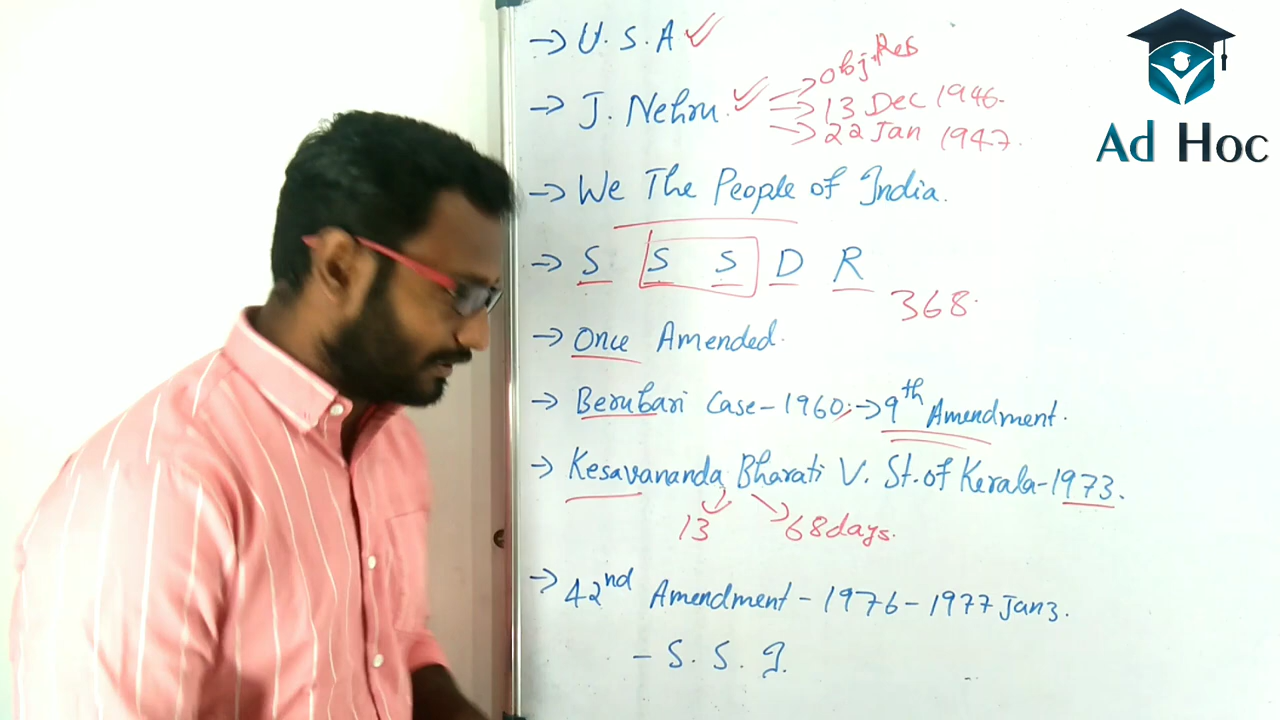 → U. S. A ✓
→ J. Nehru. ✓
Obj. Res
13 Dec 1946.
22 Jan 1947.
→ We The People of India.
→ S S S D R
368.
→ Once Amended.
→ Berubari Case - 1960, → 9th Amendment.
→ Kesavananda Bharati V. St. of Kerala - 1973.
13 68 days.
→ 42nd Amendment - 1976 - 1977 Jan 3.
- S. S. I.
Ad Hoc